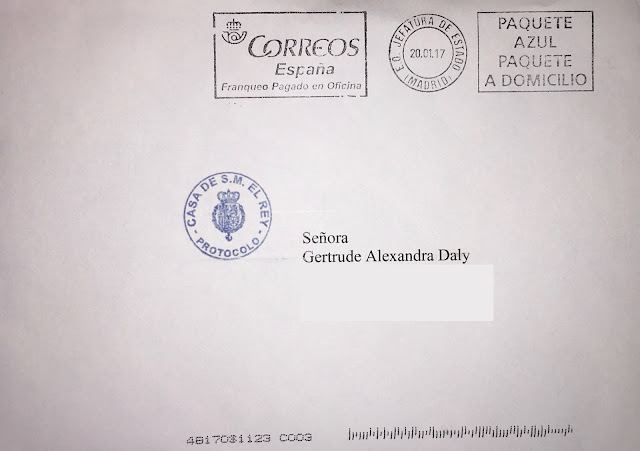 CORREOS
España
Franqueo Pagado en Oficina
E.O. JEFATURA DE ESTADO
20.01.17
(MADRID)
PAQUETE
AZUL
PAQUETE
A DOMICILIO
CASA DE S.M. EL REY
- PROTOCOLO -
Señora
Gertrude Alexandra Daly
48170$1123 C003